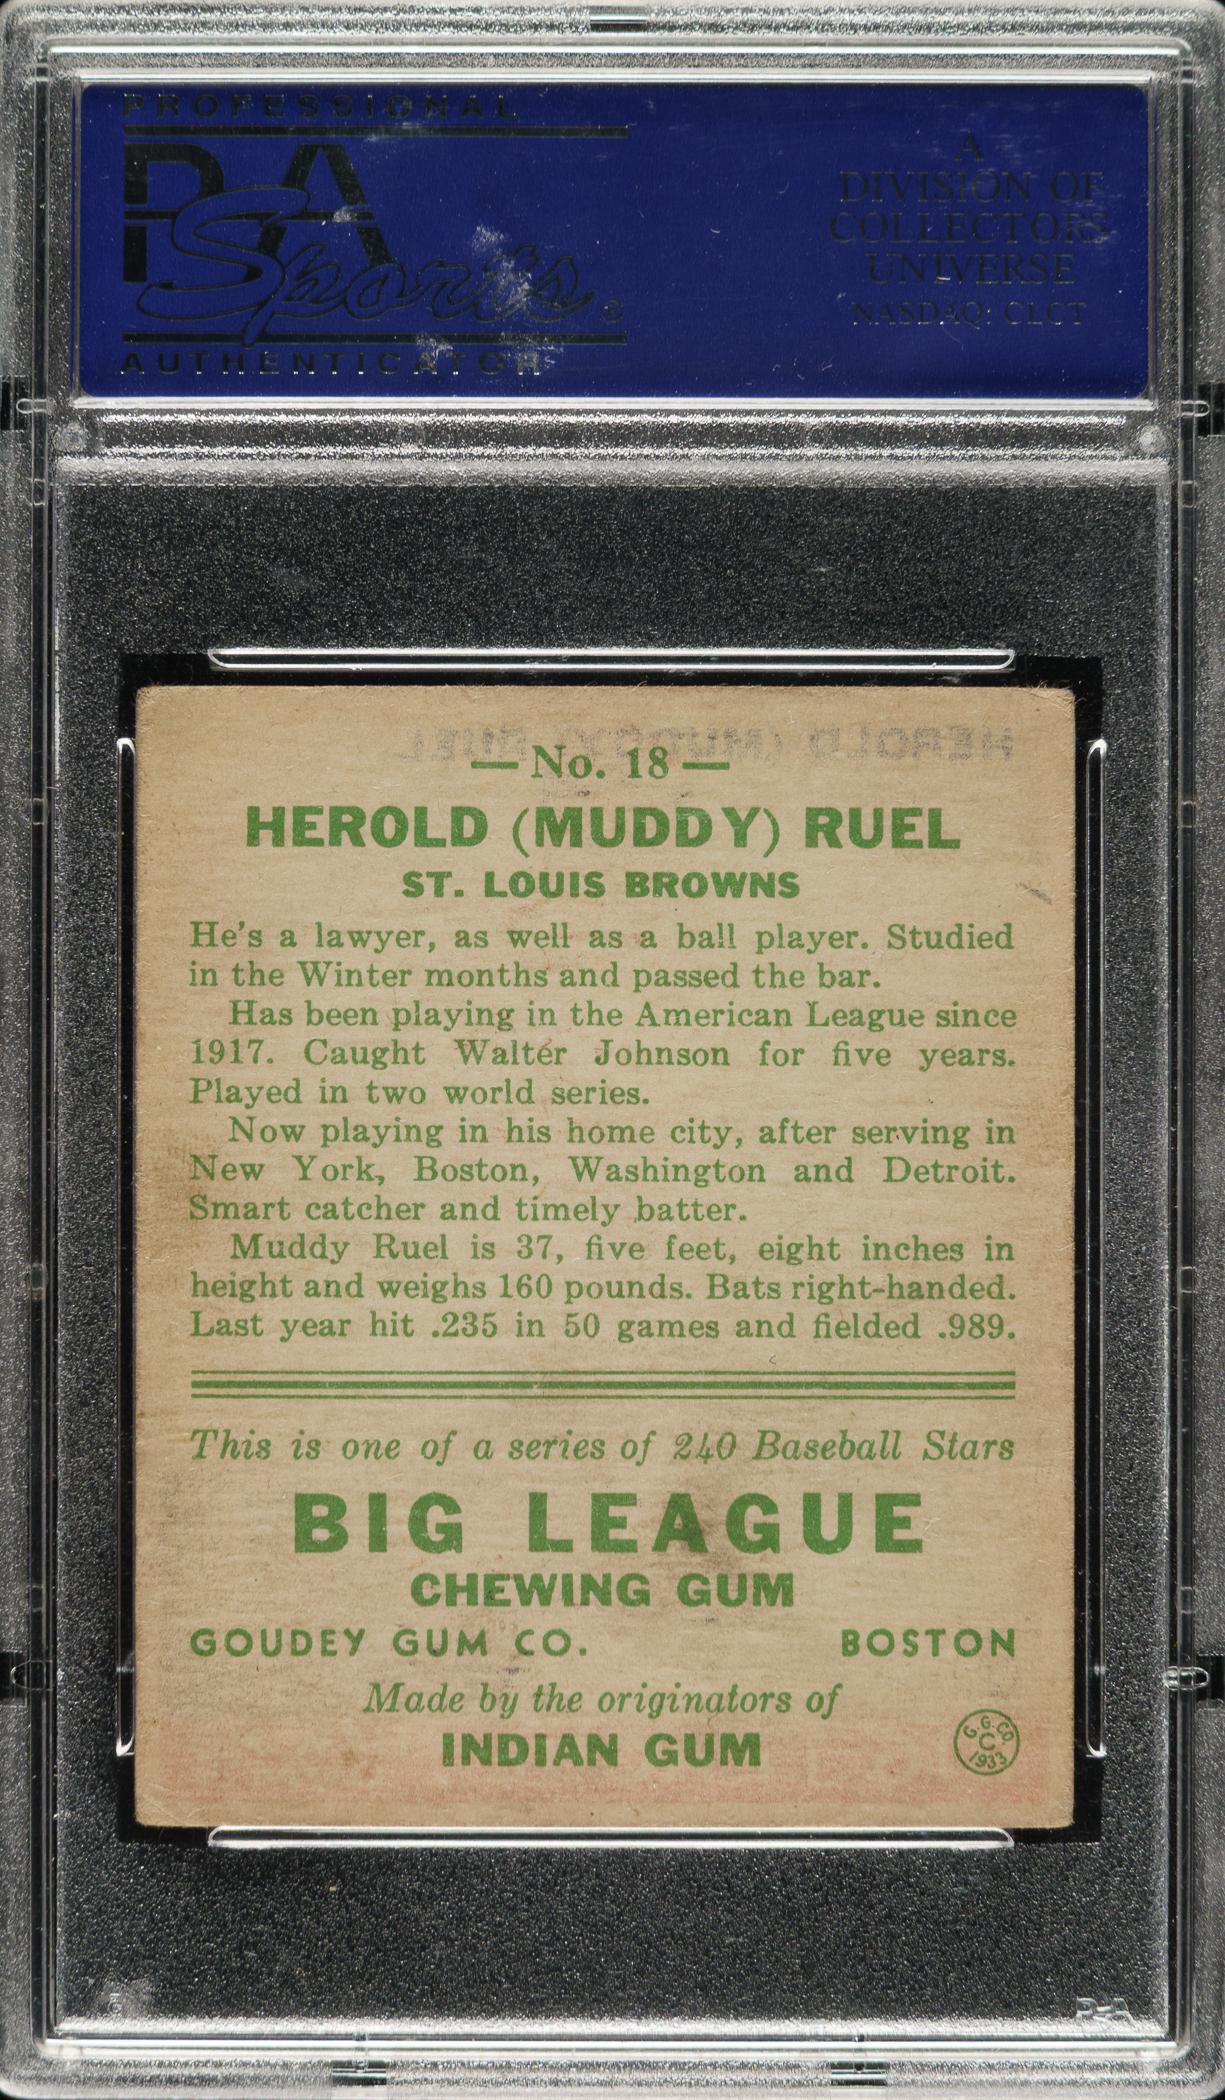 PROFESSIONAL
PSA
Sports®
AUTHENTICATOR
A
DIVISION OF
COLLECTORS
UNIVERSE
NASDAQ: CLCT
HEROLD (MUDDY) RUEL
—No. 18—
HEROLD (MUDDY) RUEL
ST. LOUIS BROWNS
He's a lawyer, as well as a ball player. Studied
in the Winter months and passed the bar.
Has been playing in the American League since
1917. Caught Walter Johnson for five years.
Played in two world series.
Now playing in his home city, after serving in
New York, Boston, Washington and Detroit.
Smart catcher and timely batter.
Muddy Ruel is 37, five feet, eight inches in
height and weighs 160 pounds. Bats right-handed.
Last year hit .235 in 50 games and fielded .989.
This is one of a series of 240 Baseball Stars
BIG LEAGUE
CHEWING GUM
GOUDEY GUM CO. BOSTON
Made by the originators of
INDIAN GUM
G.G.CO.
C.
1933
PSA